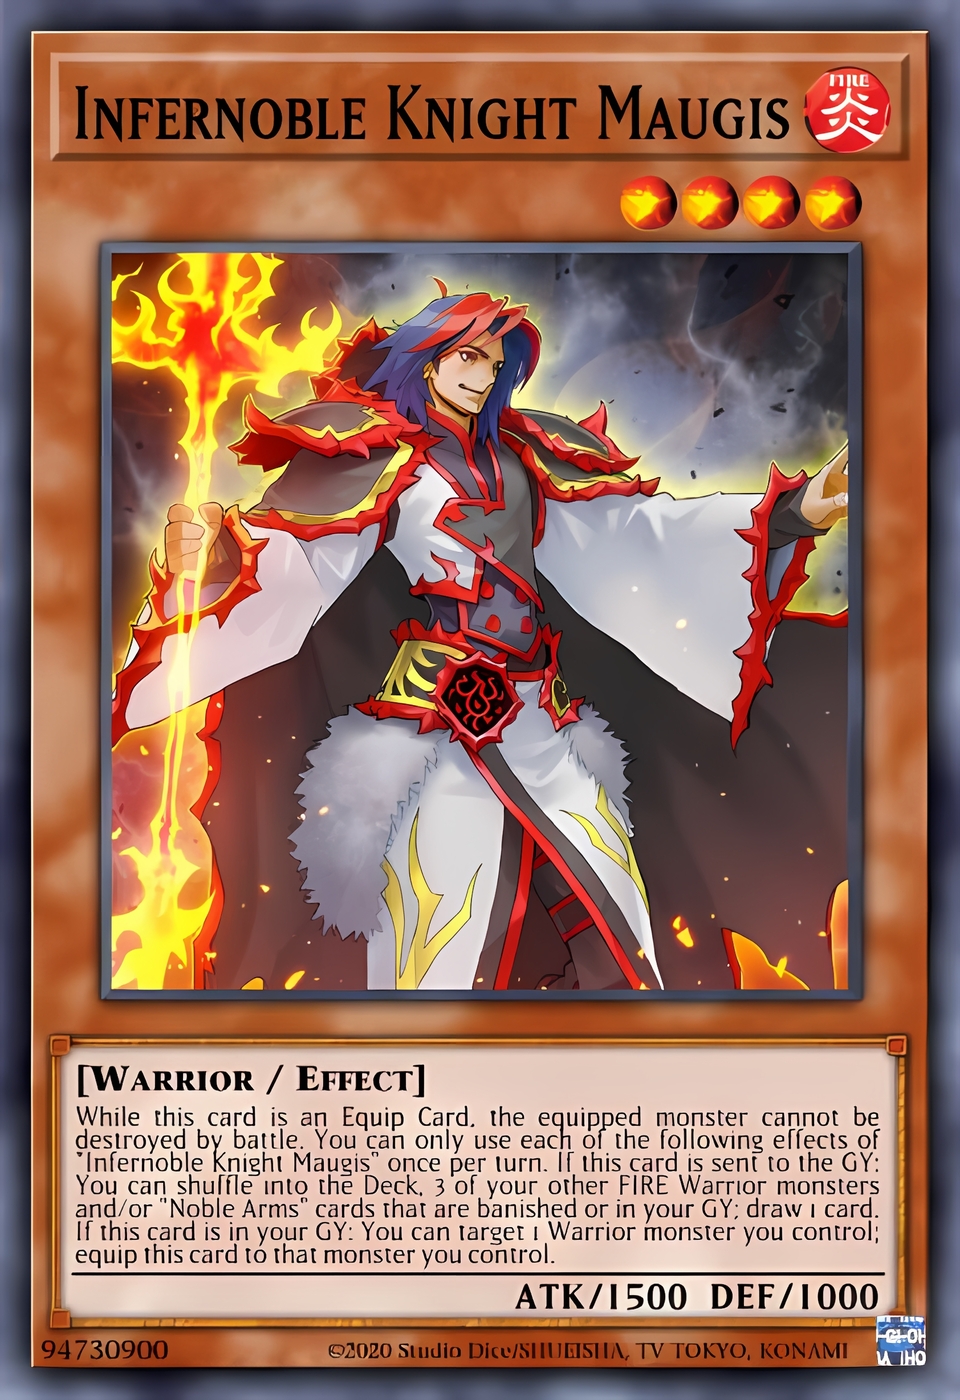 INFERNOBLE KNIGHT MAUGIS
炎
[WARRIOR / EFFECT]
While this card is an Equip Card, the equipped monster cannot be
destroyed by battle. You can only use each of the following effects of
"Infernoble Knight Maugis" once per turn. If this card is sent to the GY:
You can shuffle into the Deck, 3 of your other FIRE Warrior monsters
and/or "Noble Arms" cards that are banished or in your GY; draw 1 card.
If this card is in your GY: You can target 1 Warrior monster you control;
equip this card to that monster you control.
ATK/1500 DEF/1000
94730900
©2020 Studio Dice/SHUEISHA, TV TOKYO, KONAMI